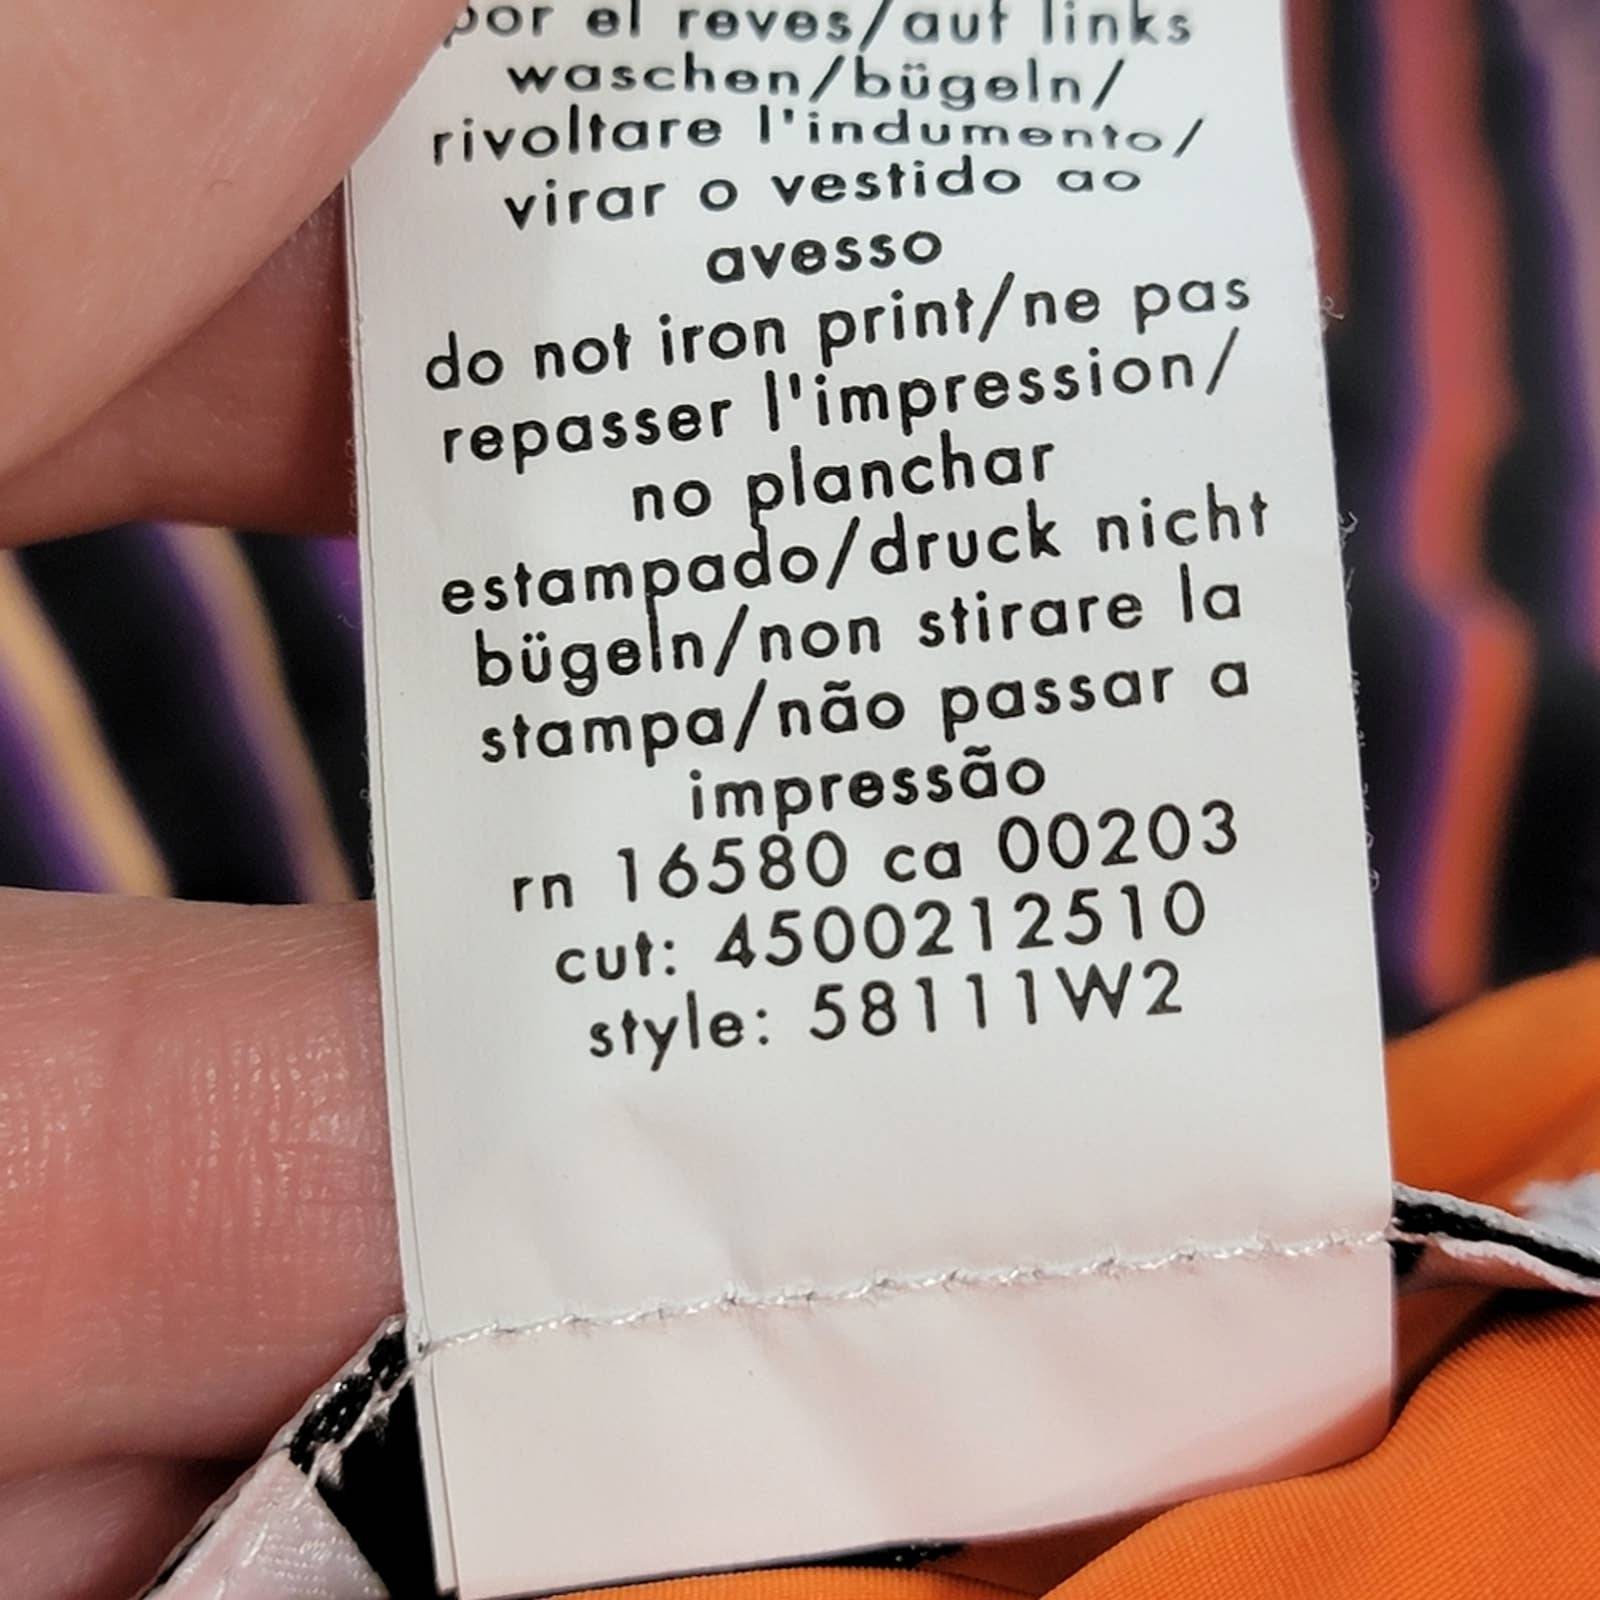 por el reves/auf links
waschen/bügeln/
rivoltare l'indumento/
virar o vestido ao
avesso
do not iron print/ne pas
repasser l'impression/
no planchar
estampado/druck nicht
bügeln/non stirare la
stampa/não passar a
impressão
rn 16580 ca 00203
cut: 4500212510
style: 58111W2